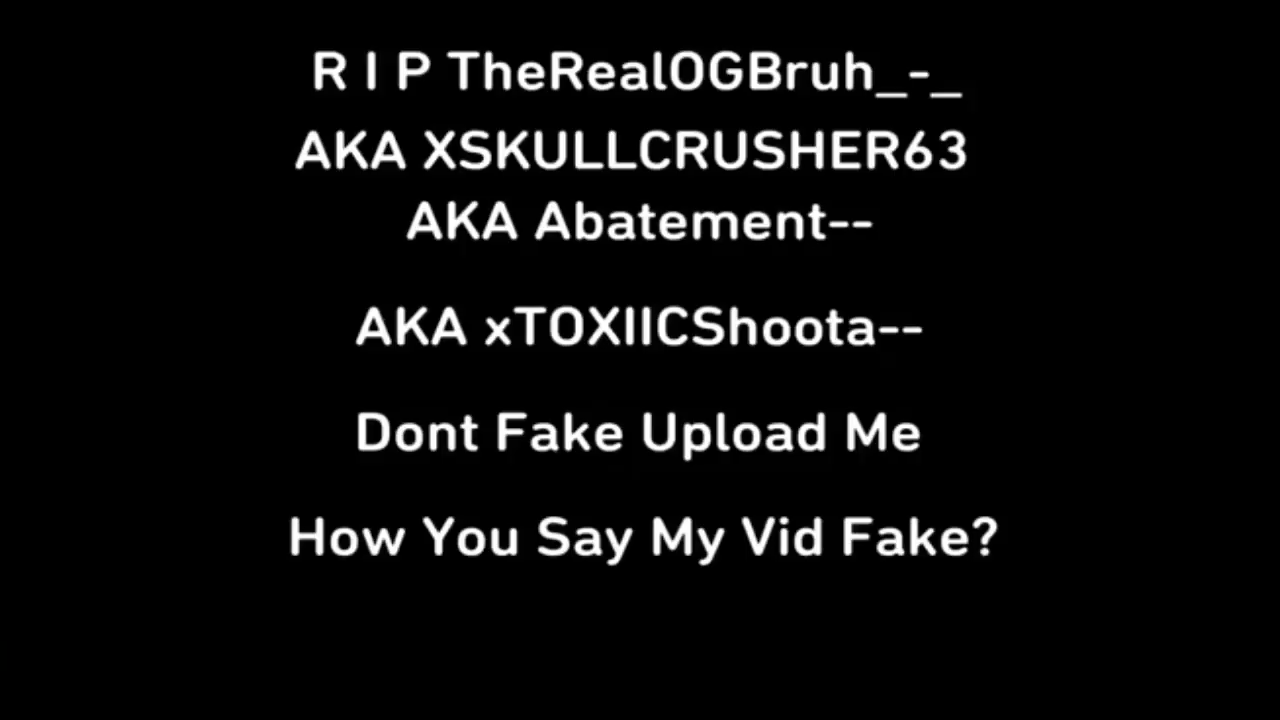 R I P TheRealOGBruh_-_
AKA XSKULLCRUSHER63
AKA Abatement--
AKA xTOXIICShoota--
Dont Fake Upload Me
How You Say My Vid Fake?